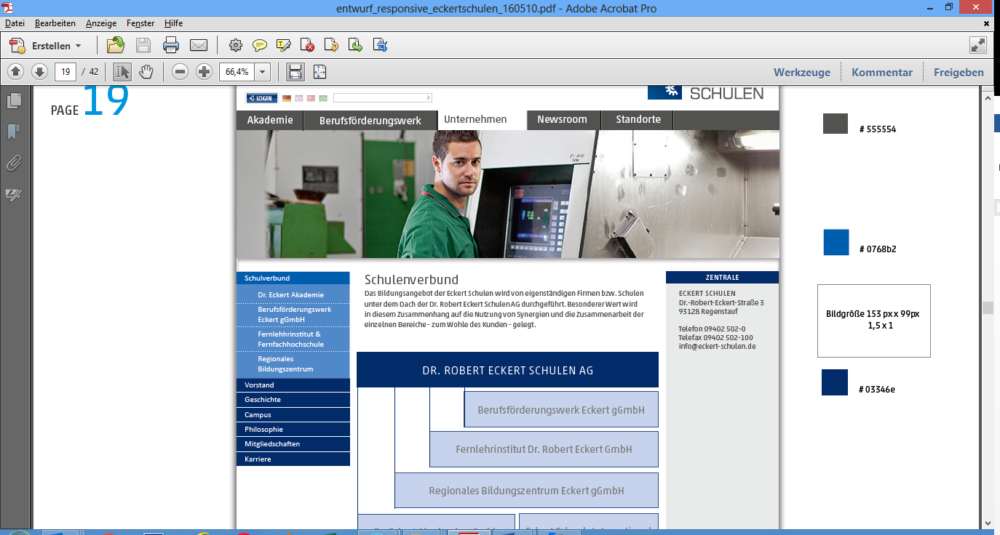 entwurf_responsive_eckertschulen_160510.pdf - Adobe Acrobat Pro
Datei Bearbeiten Anzeige Fenster Hilfe
Erstellen
19 / 42
66,4%
Werkzeuge Kommentar Freigeben
PAGE 19
LOGIN
SCHULEN
Akademie Berufsförderungswerk Unternehmen Newsroom Standorte
# 555554
# 0768b2
Bildgröße 153 px x 99px
1,5 x 1
# 03346e
Schulverbund
Dr. Eckert Akademie
Berufsförderungswerk
Eckert gGmbH
Fernlehrinstitut &
Fernfachhochschule
Regionales
Bildungszentrum
Vorstand
Geschichte
Campus
Philosophie
Mitgliedschaften
Karriere
Schulenverbund
Das Bildungsangebot der Eckert Schulen wird von eigenständigen Firmen bzw. Schulen
unter dem Dach der Dr. Robert Eckert Schulen AG durchgeführt. Besonderer Wert wird
in diesem Zusammenhang auf die Nutzung von Synergien und die Zusammenarbeit der
einzelnen Bereiche - zum Wohle des Kunden - gelegt.
DR. ROBERT ECKERT SCHULEN AG
Berufsförderungswerk Eckert gGmbH
Fernlehrinstitut Dr. Robert Eckert GmbH
Regionales Bildungszentrum Eckert gGmbH
ZENTRALE
ECKERT SCHULEN
Dr.-Robert-Eckert-Straße 3
93128 Regenstauf
Telefon 09402 502-0
Telefax 09402 502-100
info@eckert-schulen.de